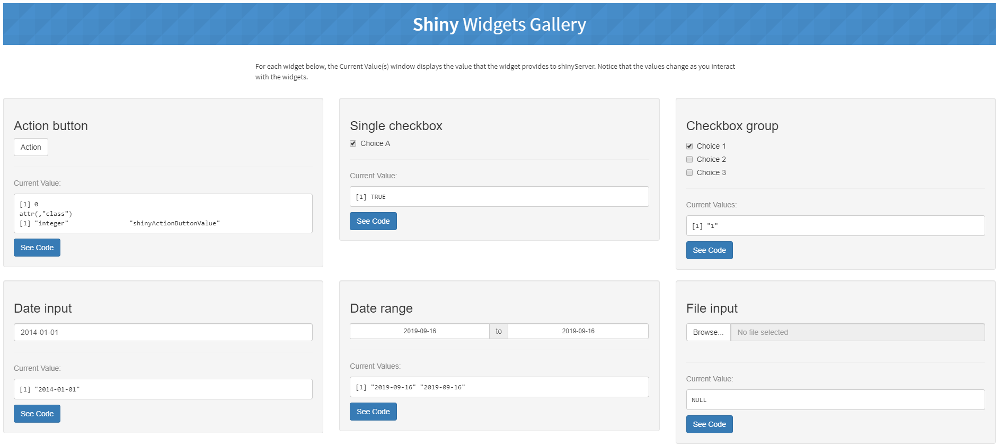 Shiny Widgets Gallery
For each widget below, the Current Value(s) window displays the value that the widget provides to shinyServer. Notice that the values change as you interact
with the widgets.
Action button
Action
Current Value:
[1] 0
attr(,"class")
[1] "integer"                "shinyActionButtonValue"
See Code
Single checkbox
Choice A
Current Value:
[1] TRUE
See Code
Checkbox group
Choice 1
Choice 2
Choice 3
Current Values:
[1] "1"
See Code
Date input
2014-01-01
Current Value:
[1] "2014-01-01"
See Code
Date range
2019-09-16 to 2019-09-16
Current Values:
[1] "2019-09-16" "2019-09-16"
See Code
File input
Browse... No file selected
Current Value:
NULL
See Code